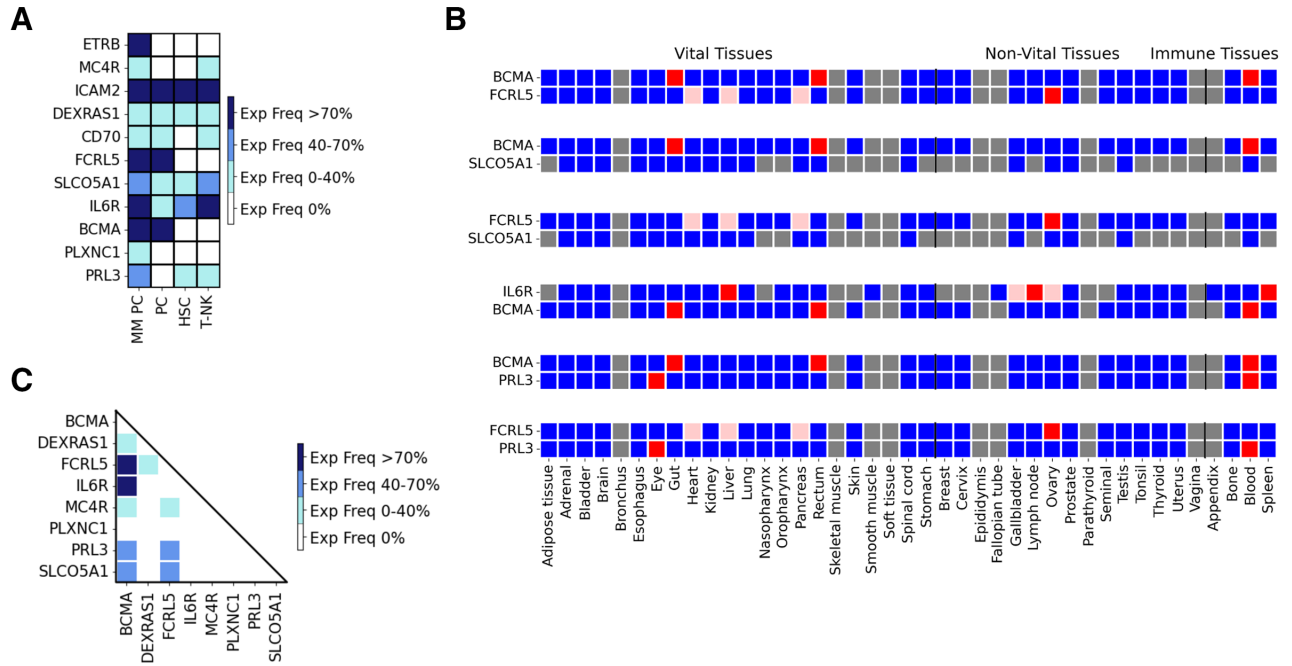 A
ETRB
MC4R
ICAM2
DEXRAS1
CD70
FCRL5
SLCO5A1
IL6R
BCMA
PLXNC1
PRL3
MM PC
PC
HSC
T-NK
Exp Freq >70%
Exp Freq 40-70%
Exp Freq 0-40%
Exp Freq 0%
B
Vital Tissues
Non-Vital Tissues
Immune Tissues
BCMA
FCRL5
BCMA
SLCO5A1
FCRL5
SLCO5A1
IL6R
BCMA
BCMA
PRL3
FCRL5
PRL3
Adipose tissue
Adrenal
Bladder
Brain
Bronchus
Esophagus
Eye
Gut
Heart
Kidney
Liver
Lung
Nasopharynx
Oropharynx
Pancreas
Rectum
Skeletal muscle
Skin
Smooth muscle
Soft tissue
Spinal cord
Stomach
Breast
Cervix
Epididymis
Fallopian tube
Gallbladder
Lymph node
Ovary
Prostate
Parathyroid
Seminal
Testis
Tonsil
Thyroid
Uterus
Vagina
Appendix
Bone
Blood
Spleen
C
BCMA
DEXRAS1
FCRL5
IL6R
MC4R
PLXNC1
PRL3
SLCO5A1
BCMA
DEXRAS1
FCRL5
IL6R
MC4R
PLXNC1
PRL3
SLCO5A1
Exp Freq >70%
Exp Freq 40-70%
Exp Freq 0-40%
Exp Freq 0%